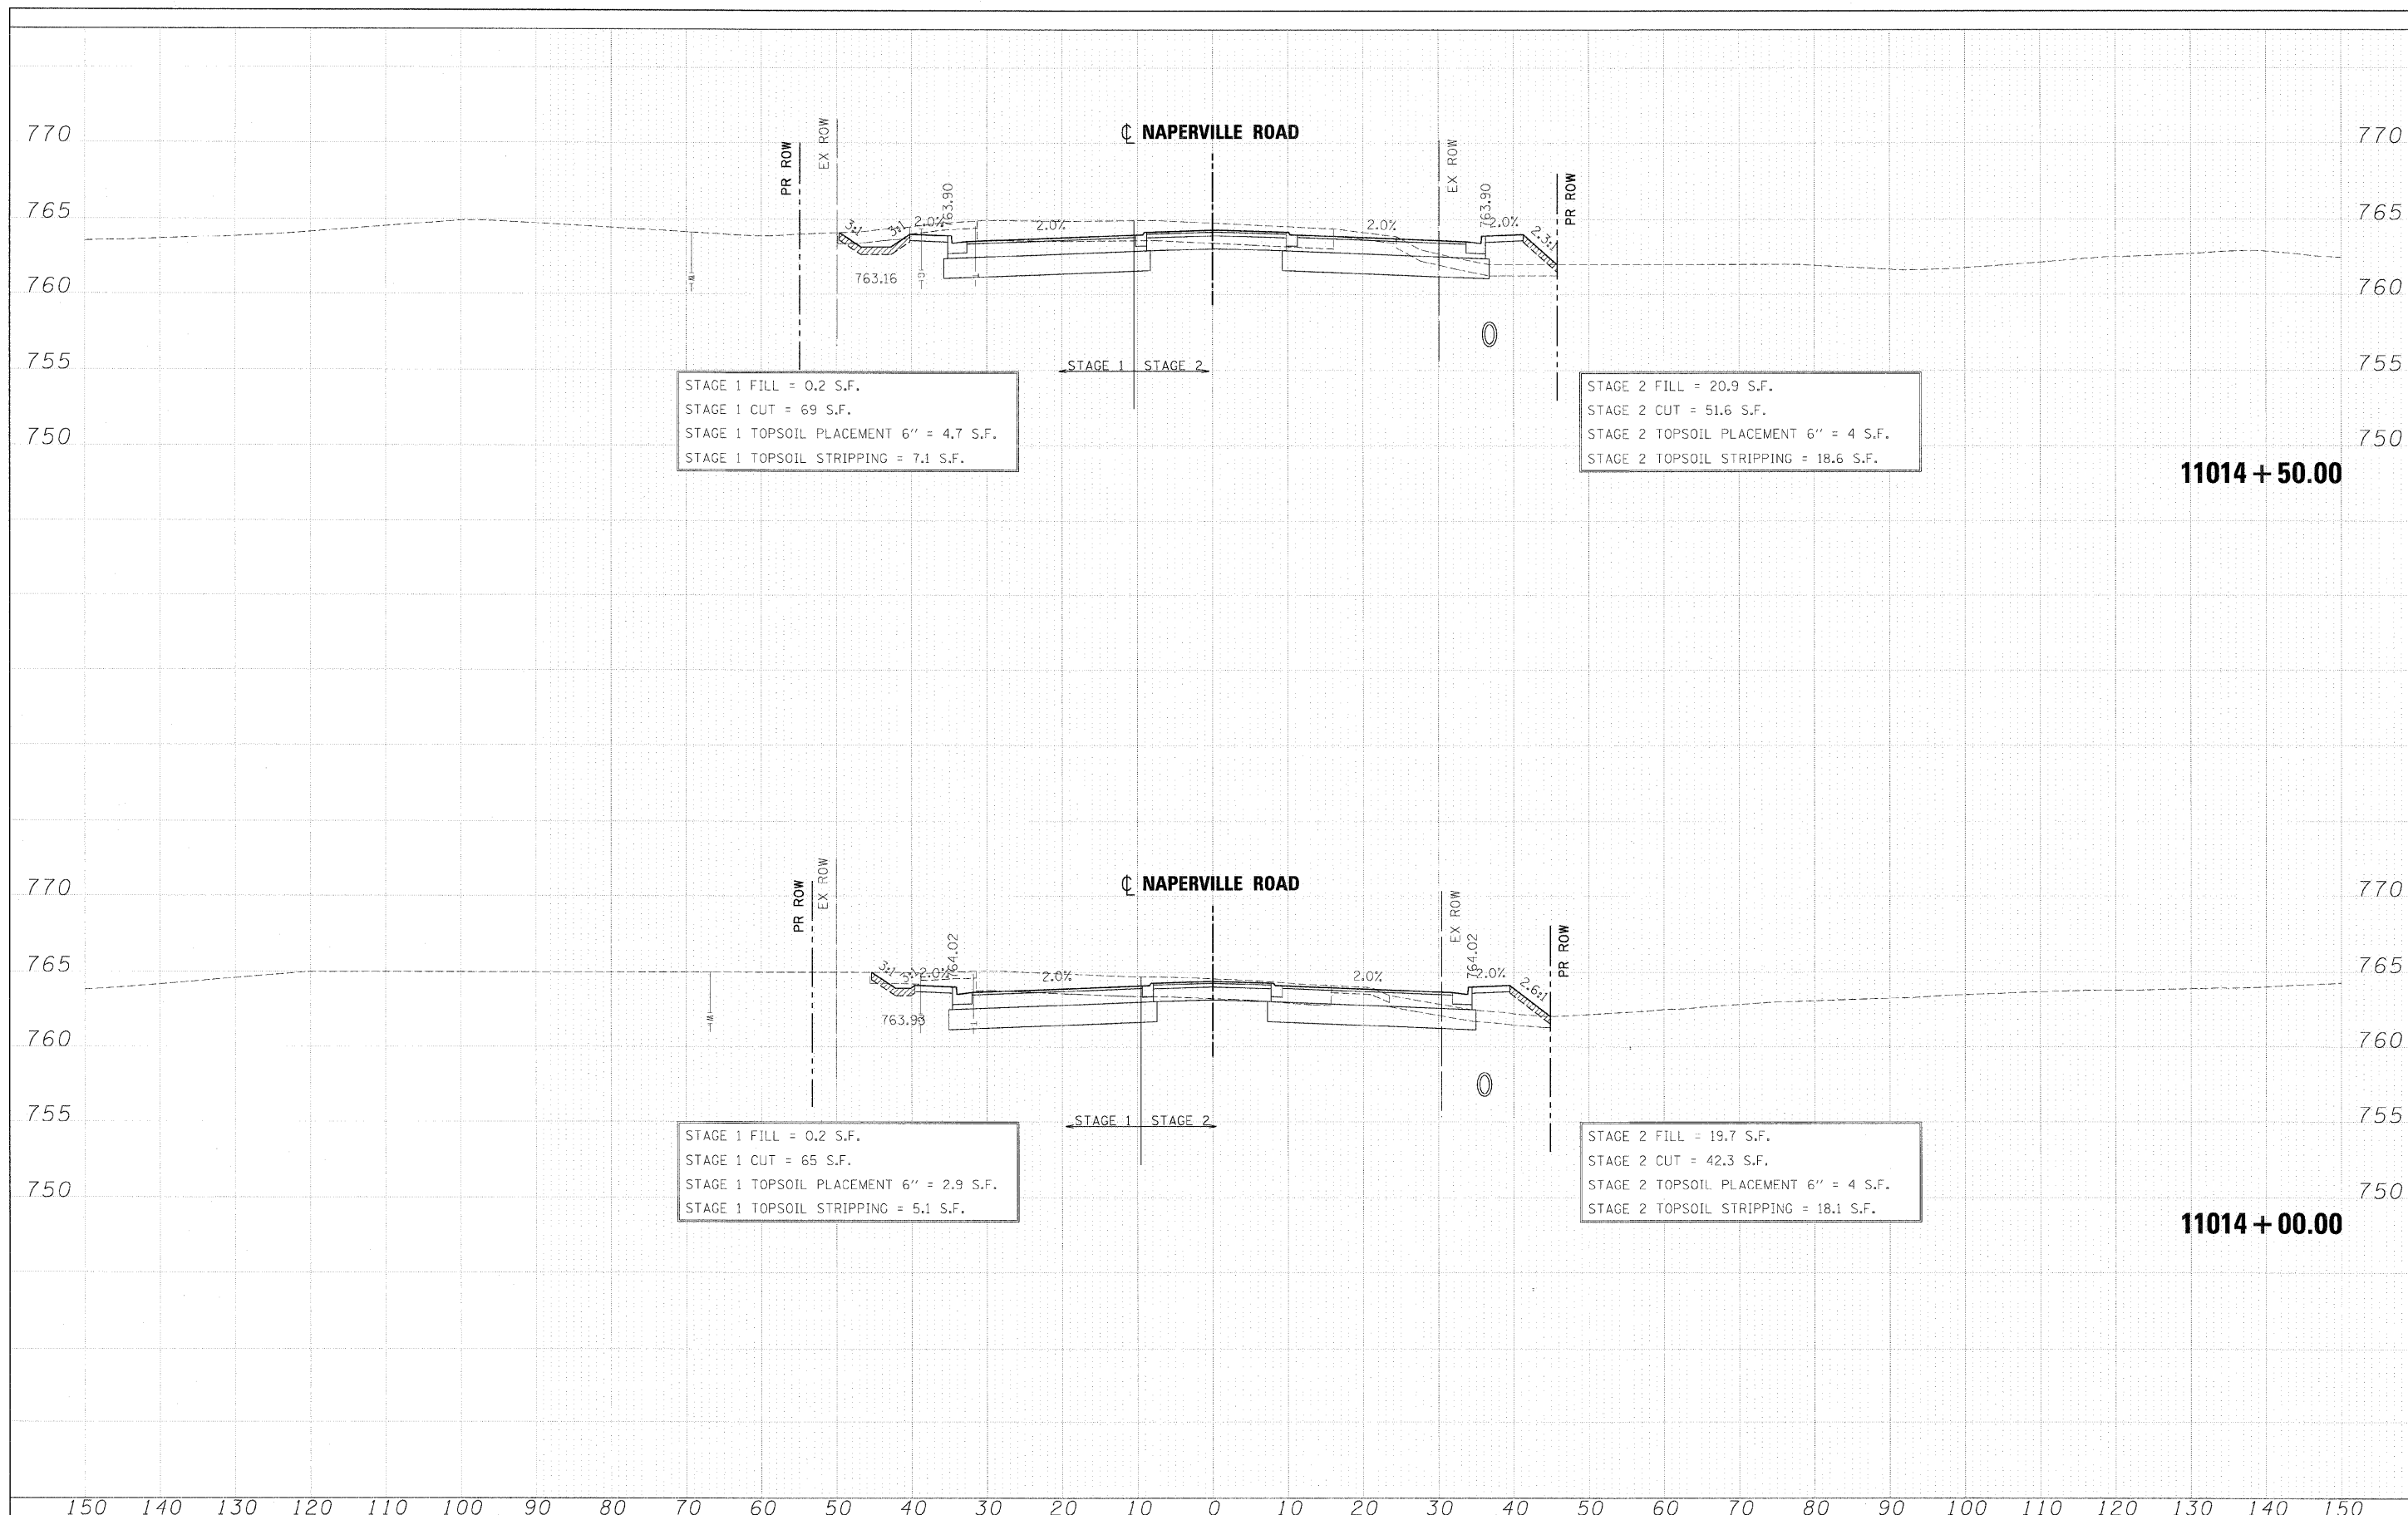 ℄ NAPERVILLE ROAD
770 770
PR ROW
EX ROW
763.90
EX ROW
763.90
PR ROW
765 765
3:1 3:1 2.0% 2.0% 2.0% 2.0% 2.3:1
763.16
760 760
755 755
STAGE 1 STAGE 2
STAGE 1 FILL = 0.2 S.F.
STAGE 1 CUT = 69 S.F.
STAGE 1 TOPSOIL PLACEMENT 6" = 4.7 S.F.
STAGE 1 TOPSOIL STRIPPING = 7.1 S.F.
STAGE 2 FILL = 20.9 S.F.
STAGE 2 CUT = 51.6 S.F.
STAGE 2 TOPSOIL PLACEMENT 6" = 4 S.F.
STAGE 2 TOPSOIL STRIPPING = 18.6 S.F.
750 750
11014+50.00
℄ NAPERVILLE ROAD
770 770
PR ROW
EX ROW
764.02
EX ROW
764.02
PR ROW
765 765
3:1 3:1 2.0% 2.0% 2.0% 2.0% 2.6:1
763.93
760 760
755 755
STAGE 1 STAGE 2
STAGE 1 FILL = 0.2 S.F.
STAGE 1 CUT = 65 S.F.
STAGE 1 TOPSOIL PLACEMENT 6" = 2.9 S.F.
STAGE 1 TOPSOIL STRIPPING = 5.1 S.F.
STAGE 2 FILL = 19.7 S.F.
STAGE 2 CUT = 42.3 S.F.
STAGE 2 TOPSOIL PLACEMENT 6" = 4 S.F.
STAGE 2 TOPSOIL STRIPPING = 18.1 S.F.
750 750
11014+00.00
150 140 130 120 110 100 90 80 70 60 50 40 30 20 10 0 10 20 30 40 50 60 70 80 90 100 110 120 130 140 150